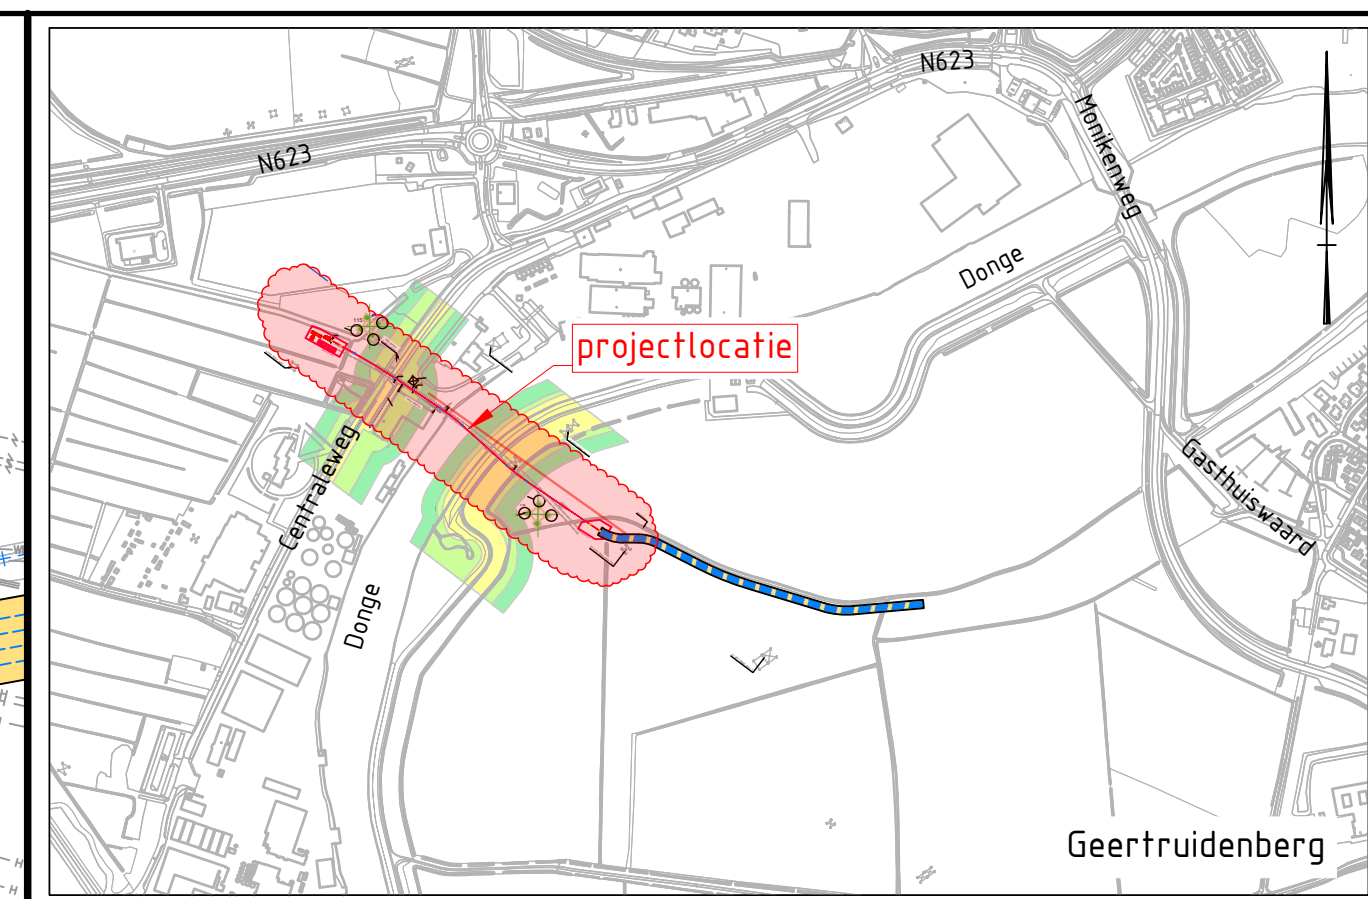 N623
N623
Monikenweg
Donge
projectlocatie
Centraleweg
Gasthuiswaard
Donge
Geertruidenberg